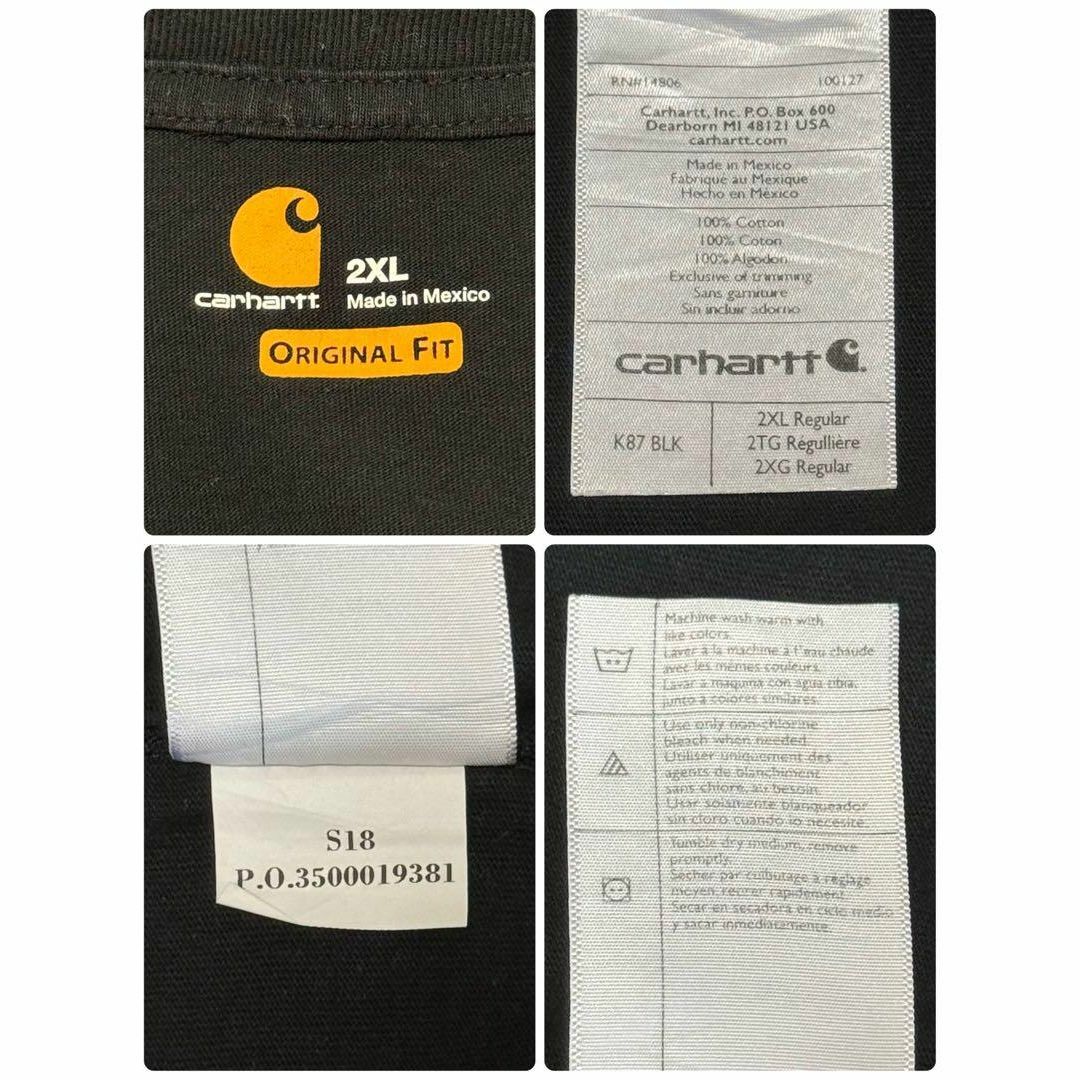 carhartt
2XL
Made in Mexico
ORIGINAL FIT
RN#14806 100127
Carhartt, Inc. P.O. Box 600
Dearborn MI 48121 USA
carhartt.com
Made in Mexico
Fabriqué au Mexique
Hecho en México
100% Cotton
100% Coton
100% Algodon
Exclusive of trimming
Sans garniture
Sin incluir adorno
carhartt
K87 BLK
2XL Regular
2TG Régullière
2XG Regular
S18
P.O.3500019381
Machine wash warm with
like colors.
Laver à la machine à l'eau chaude
avec les mêmes couleurs.
Lavar a maquina con agua tibia,
junto a colores similares.
Use only non-chlorine
bleach when needed.
Utiliser uniquement des
agents de blanchiment
sans chlore, au besoin.
Usar solamente blanqueador
sin cloro cuando lo necesite.
Tumble dry medium, remove
promptly.
Sécher par culbutage à réglage
moyen, retirer rapidement.
Secar en secadora en ciclo medio
y sacar inmediatamente.